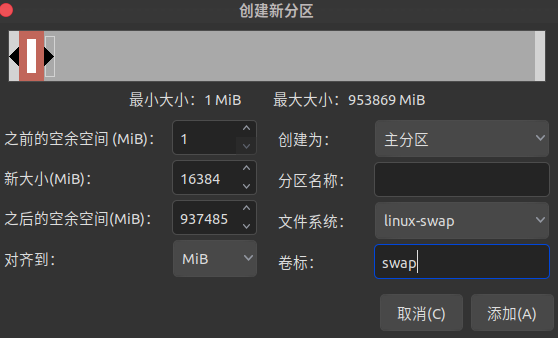 创建新分区
最小大小：1 MiB 最大大小：953869 MiB
之前的空余空间 (MiB)： 1 创建为： 主分区
新大小(MiB)： 16384 分区名称：
之后的空余空间(MiB)： 937485 文件系统： linux-swap
对齐到： MiB 卷标： swap
取消(C) 添加(A)